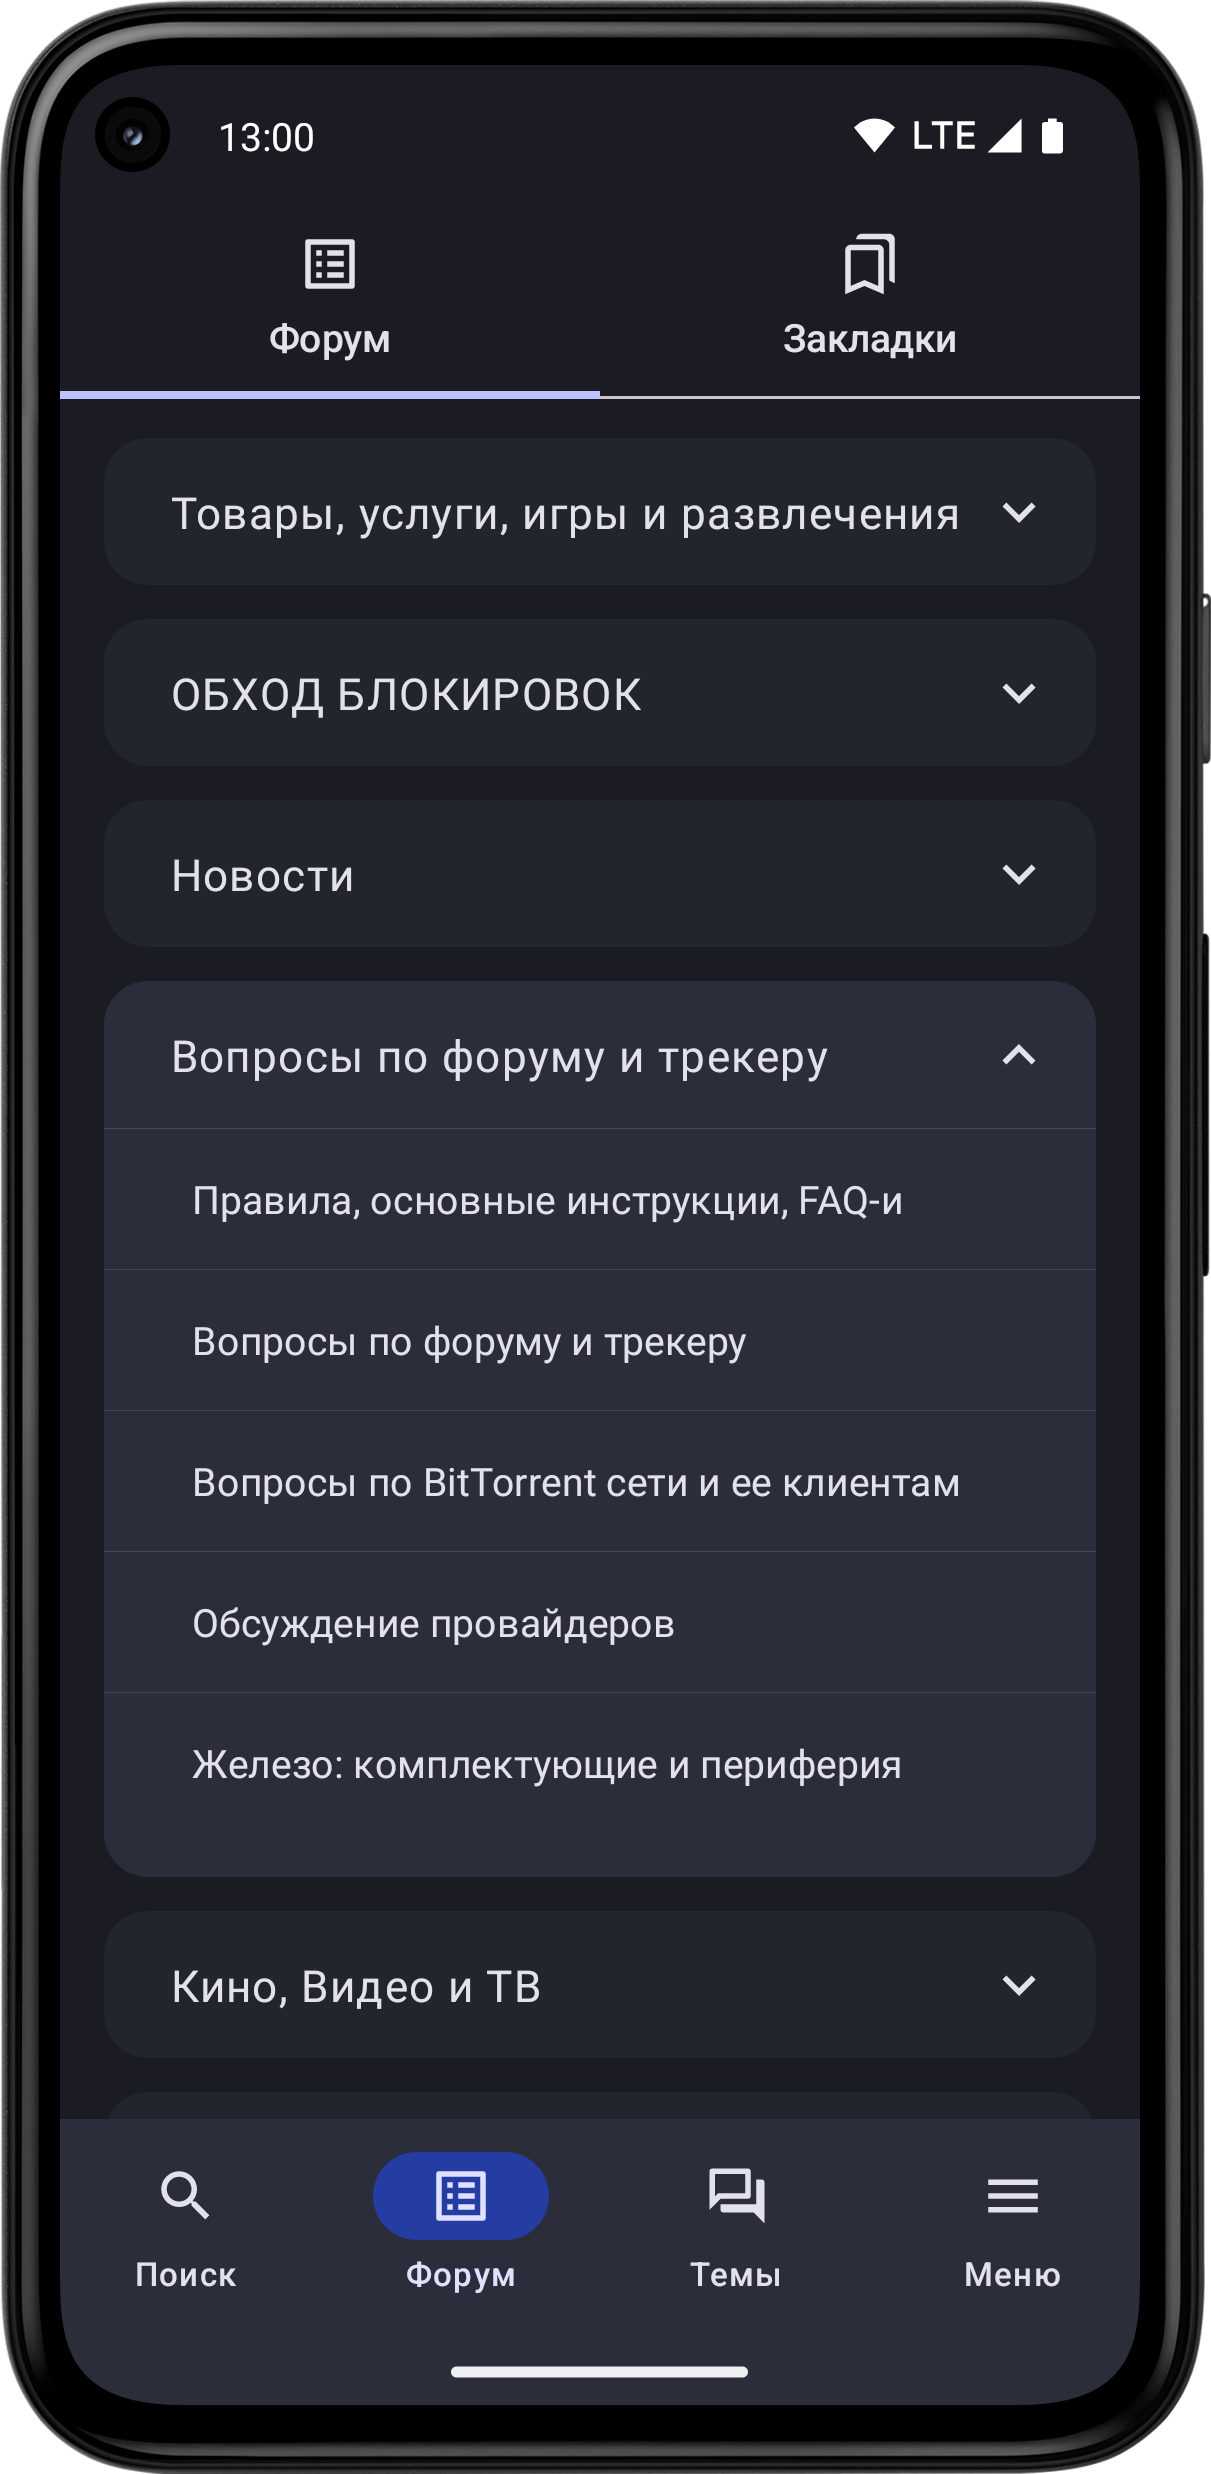 13:00 LTE
Форум Закладки
Товары, услуги, игры и развлечения
ОБХОД БЛОКИРОВОК
Новости
Вопросы по форуму и трекеру
Правила, основные инструкции, FAQ-и
Вопросы по форуму и трекеру
Вопросы по BitTorrent сети и ее клиентам
Обсуждение провайдеров
Железо: комплектующие и периферия
Кино, Видео и ТВ
Поиск Форум Темы Меню